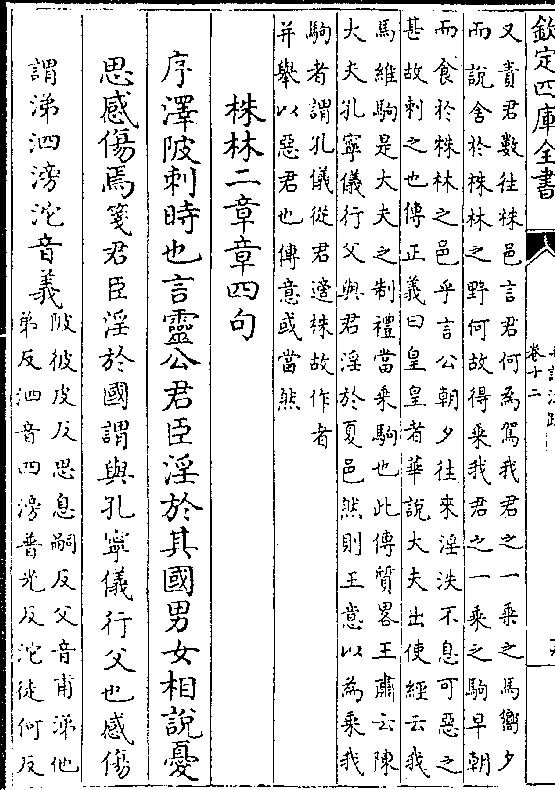 欽定四庫全書
卷十二
又責君數往株邑言君何為駕我君之一乘之馬嚮夕
而說舍於株林之野何故得乘我君之一乘之駒早朝
而食於株林之邑乎言公朝夕往來淫泆不息可惡之
甚故刺之也傳正義曰皇皇者華說大夫出使經云我
馬維駒是大夫之制禮當乘駒也此傳質畧王肅云陳
大夫孔寧儀行父與君淫於夏邑然則王意以為乘我
駒者謂孔儀從君適株故作者
并舉以惡君也傳意或當然
株林二章章四句
序澤陂刺時也言靈公君臣淫於其國男女相說憂
思感傷焉箋君臣淫於國謂與孔寧儀行父也感傷
謂涕泗滂沱音義
陂彼皮反思息嗣反父音甫涕他
弟反泗音四滂普光反沱徒何反